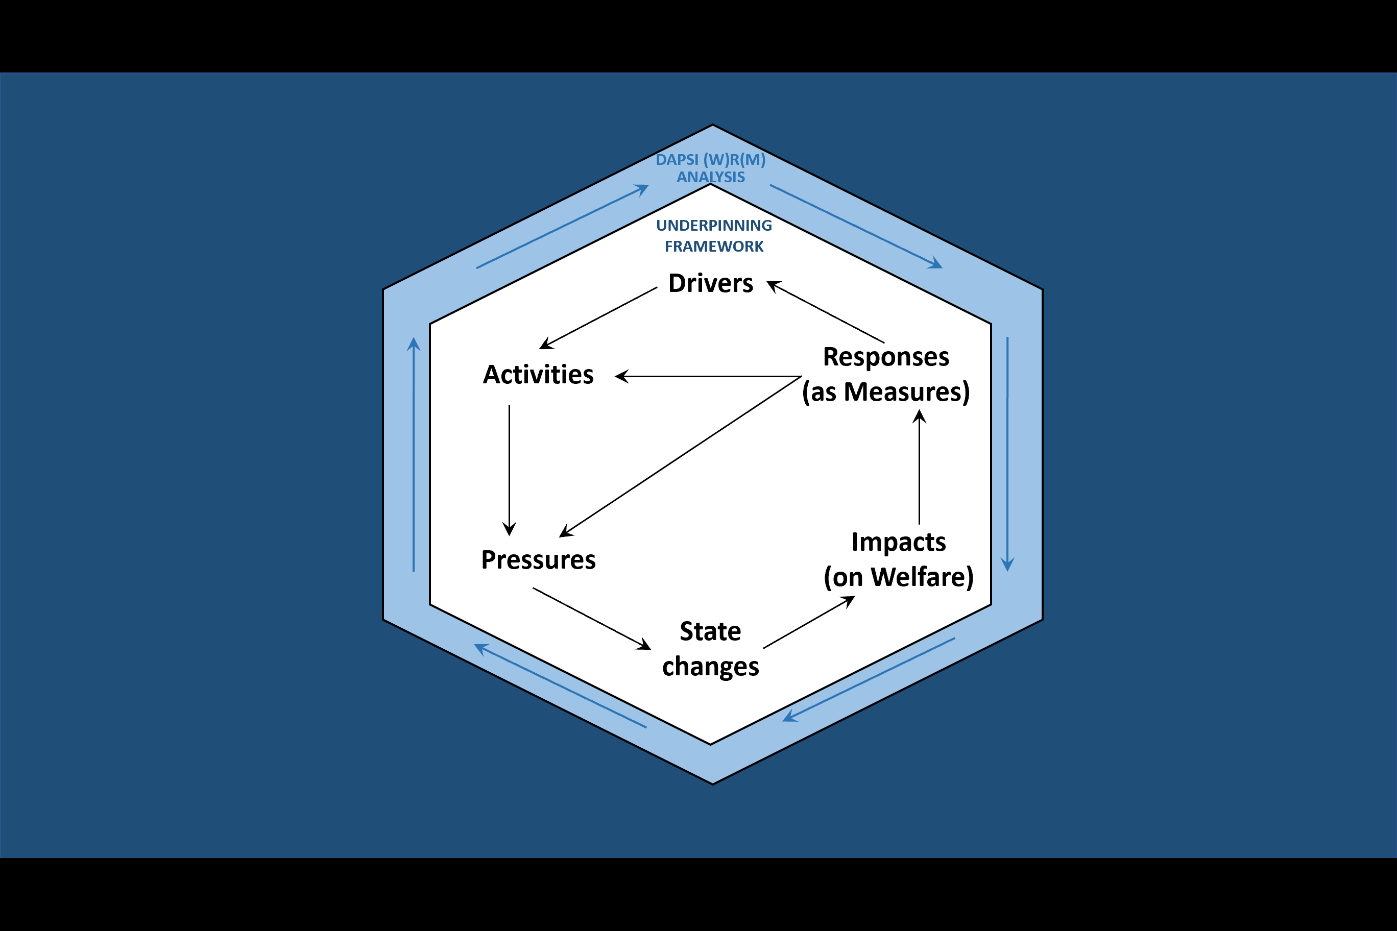 DAPSI (W)R(M)
ANALYSIS
UNDERPINNING
FRAMEWORK
Drivers
Activities
Responses
(as Measures)
Pressures
Impacts
(on Welfare)
State
changes